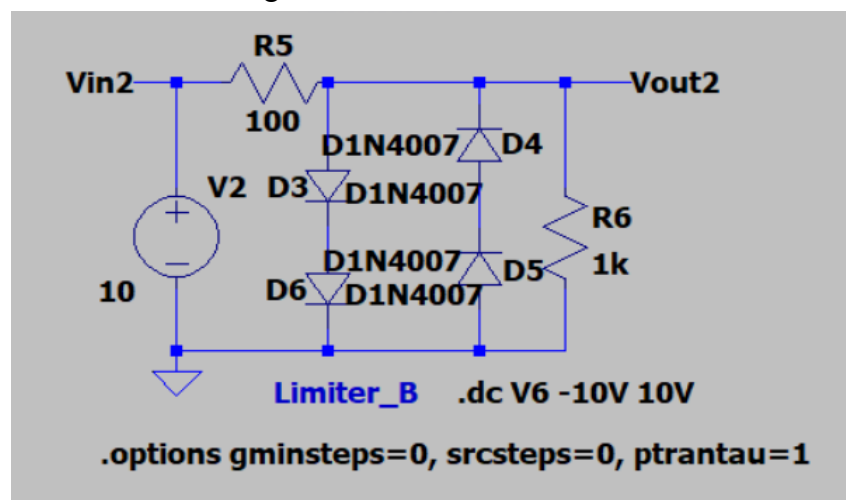 R5
Vin2
Vout2
100
D1N4007
D4
V2
D3
D1N4007
R6
D1N4007
D5
1k
10
D6
D1N4007
Limiter_B
.dc V6 -10V 10V
.options gminsteps=0, srcsteps=0, ptrantau=1